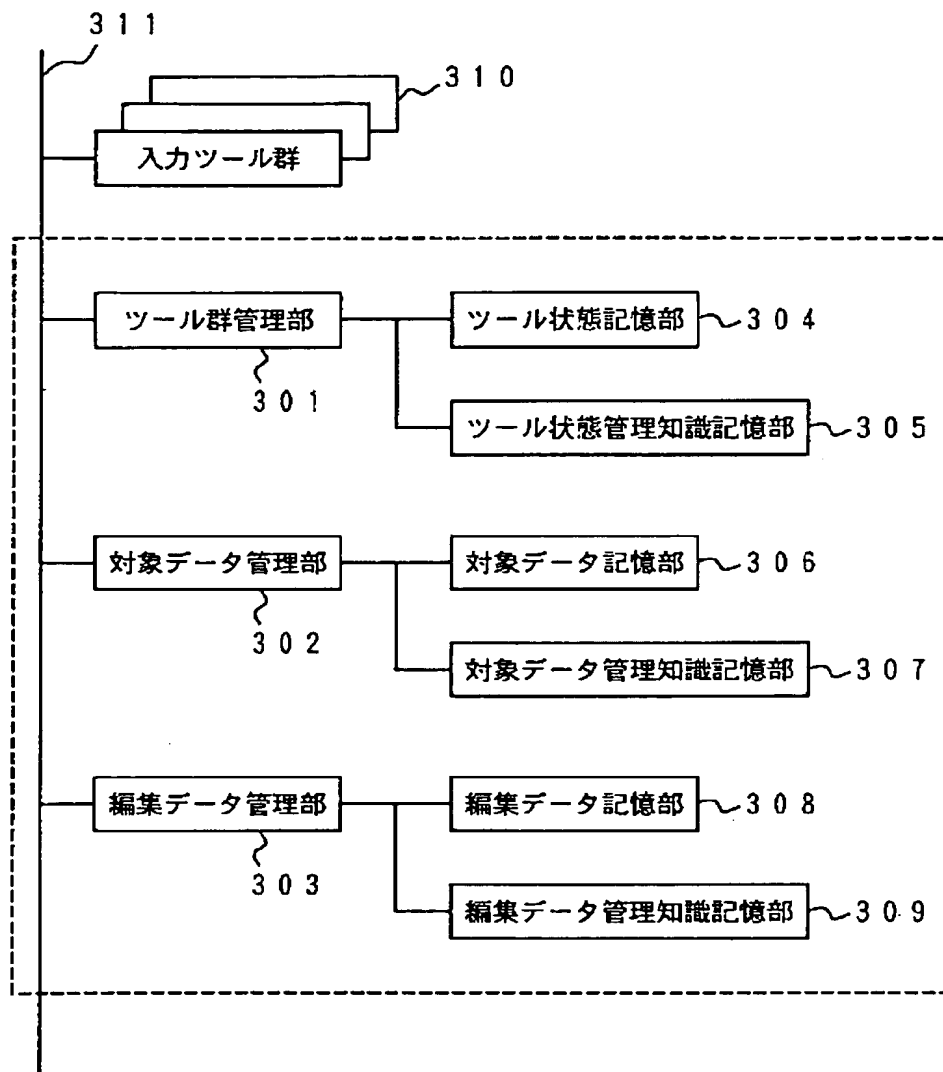 311
310
入力ツール群
ツール群管理部
301
ツール状態記憶部
304
ツール状態管理知識記憶部
305
対象データ管理部
302
対象データ記憶部
306
対象データ管理知識記憶部
307
編集データ管理部
303
編集データ記憶部
308
編集データ管理知識記憶部
309